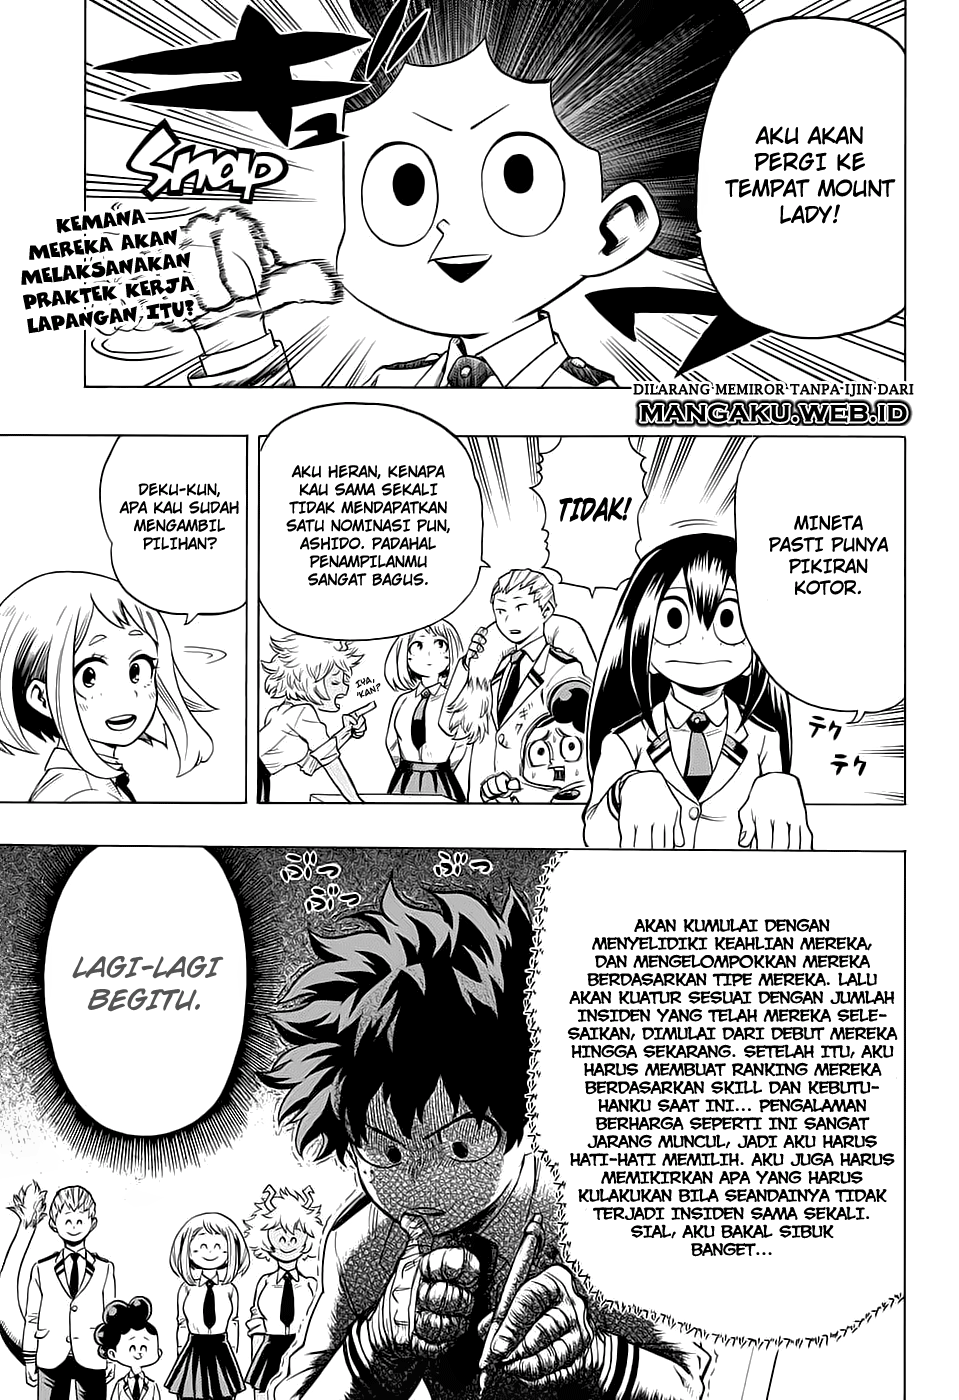 AKU AKAN
PERGI KE
TEMPAT MOUNT
LADY!
SNAP
KEMANA
MEREKA AKAN
MELAKSANAKAN
PRAKTEK KERJA
LAPANGAN ITU?
DILARANG MEMIROR TANPA IJIN DARI
MANGAKU.WEB.ID
MINETA
PASTI PUNYA
PIKIRAN
KOTOR.
テク
テク
TIDAK!
AKU HERAN, KENAPA
KAU SAMA SEKALI
TIDAK MENDAPATKAN
SATU NOMINASI PUN,
ASHIDO. PADAHAL
PENAMPILANMU
SANGAT BAGUS.
IYA,
'KAN?
DEKU-KUN,
APA KAU SUDAH
MENGAMBIL
PILIHAN?
AKAN KUMULAI DENGAN
MENYELIDIKI KEAHLIAN MEREKA,
DAN MENGELOMPOKKAN MEREKA
BERDASARKAN TIPE MEREKA. LALU
AKAN KUATUR SESUAI DENGAN JUMLAH
INSIDEN YANG TELAH MEREKA SELE-
SAIKAN, DIMULAI DARI DEBUT MEREKA
HINGGA SEKARANG. SETELAH ITU, AKU
HARUS MEMBUAT RANKING MEREKA
BERDASARKAN SKILL DAN KEBUTU-
HANKU SAAT INI... PENGALAMAN
BERHARGA SEPERTI INI SANGAT
JARANG MUNCUL, JADI AKU HARUS
HATI-HATI MEMILIH. AKU JUGA HARUS
MEMIKIRKAN APA YANG HARUS
KULAKUKAN BILA SEANDAINYA TIDAK
TERJADI INSIDEN SAMA SEKALI.
SIAL, AKU BAKAL SIBUK
BANGET...
ぶつ
ぶつ
ぶつ
LAGI-LAGI
BEGITU.